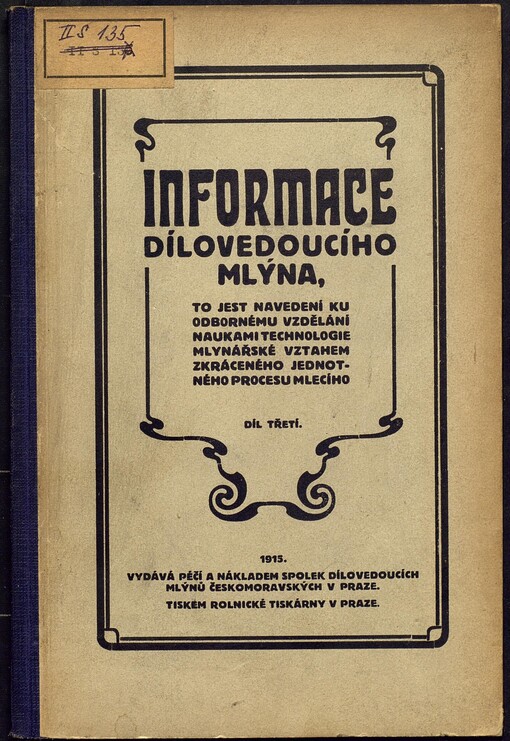 II S 135
II S 13
INFORMACE
DÍLOVEDOUCÍHO
MLÝNA,
TO JEST NAVEDENÍ KU
ODBORNÉMU VZDĚLÁNÍ
NAUKAMI TECHNOLOGIE
MLYNÁŘSKÉ VZTAHEM
ZKRÁCENÉHO JEDNOT-
NÉHO PROCESU MLECÍHO
DÍL TŘETÍ.
1915.
VYDÁVÁ PÉČÍ A NÁKLADEM SPOLEK DÍLOVEDOUCÍCH
MLÝNŮ ČESKOMORAVSKÝCH V PRAZE.
TISKEM ROLNICKÉ TISKÁRNY V PRAZE.